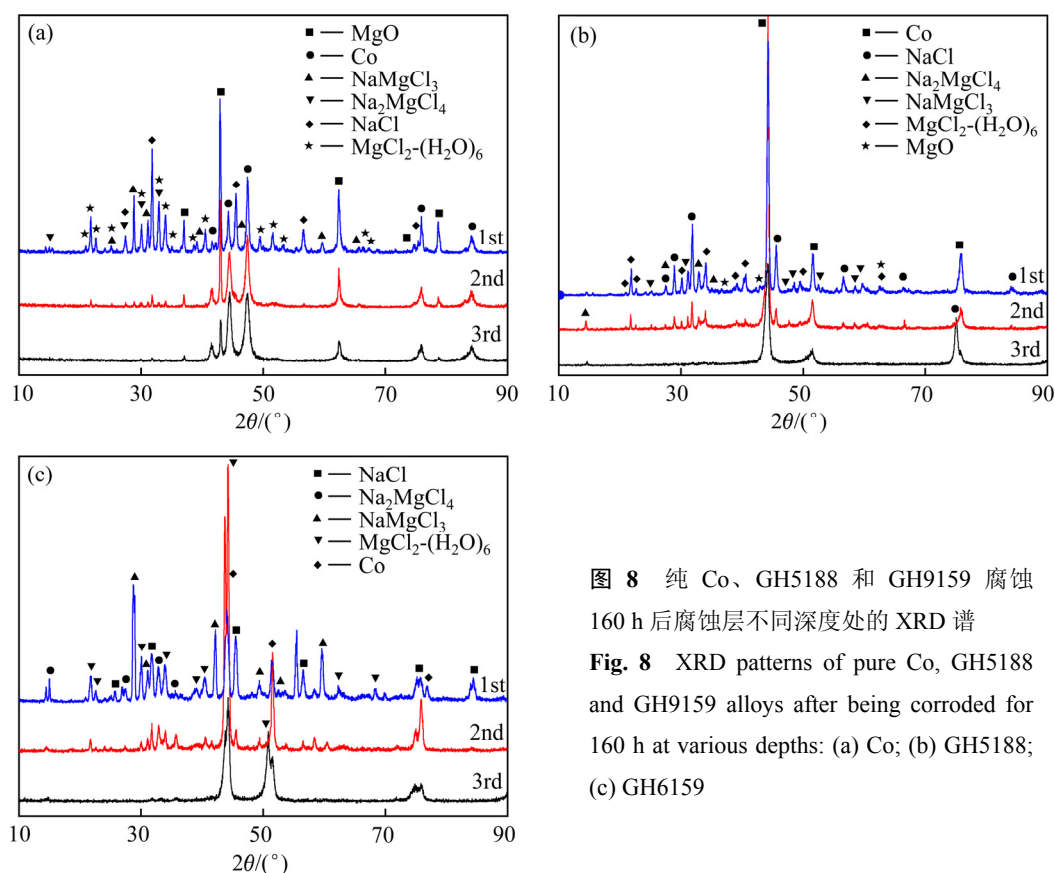 (a)
■ — MgO
● — Co
▲ — NaMgCl₃
▼ — Na₂MgCl₄
◆ — NaCl
★ — MgCl₂-(H₂O)₆
1st
2nd
3rd
10 30 50 70 90
2θ/(°)
(b)
■ — Co
● — NaCl
▲ — Na₂MgCl₄
▼ — NaMgCl₃
◆ — MgCl₂-(H₂O)₆
★ — MgO
1st
2nd
3rd
10 30 50 70 90
2θ/(°)
(c)
■ — NaCl
● — Na₂MgCl₄
▲ — NaMgCl₃
▼ — MgCl₂-(H₂O)₆
◆ — Co
1st
2nd
3rd
10 30 50 70 90
2θ/(°)
图 8 纯 Co、GH5188 和 GH9159 腐蚀
160 h 后腐蚀层不同深度处的 XRD 谱
Fig. 8 XRD patterns of pure Co, GH5188
and GH9159 alloys after being corroded for
160 h at various depths: (a) Co; (b) GH5188;
(c) GH6159